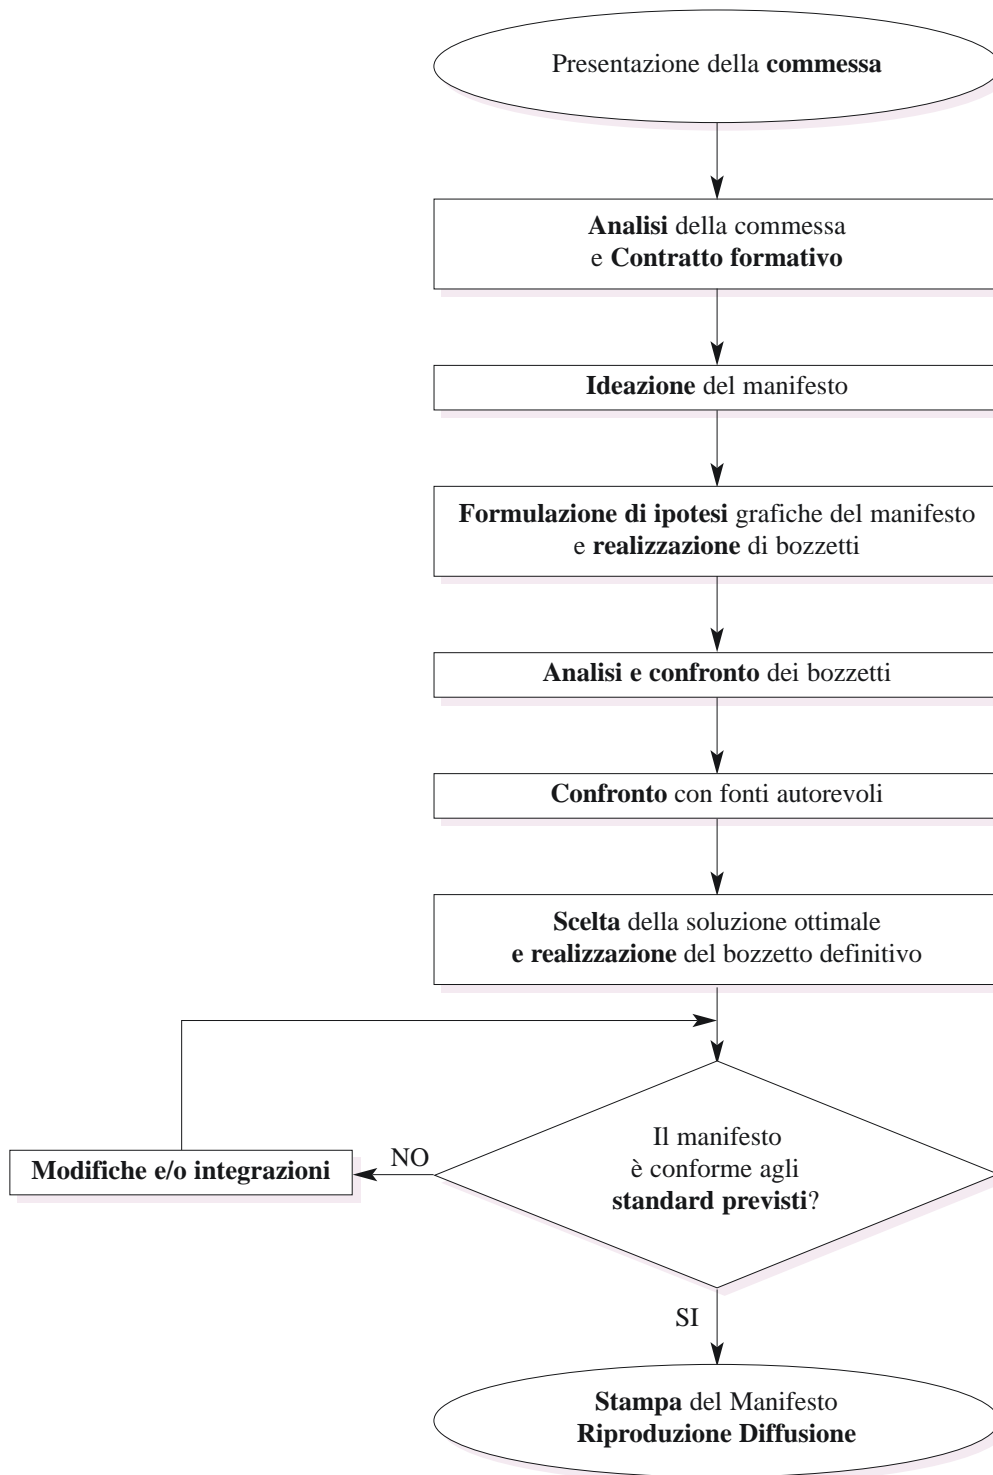 Presentazione della commessa
Analisi della commessa
e Contratto formativo
Ideazione del manifesto
Formulazione di ipotesi grafiche del manifesto
e realizzazione di bozzetti
Analisi e confronto dei bozzetti
Confronto con fonti autorevoli
Scelta della soluzione ottimale
e realizzazione del bozzetto definitivo
Il manifesto
è conforme agli
standard previsti?
NO
Modifiche e/o integrazioni
SI
Stampa del Manifesto
Riproduzione Diffusione